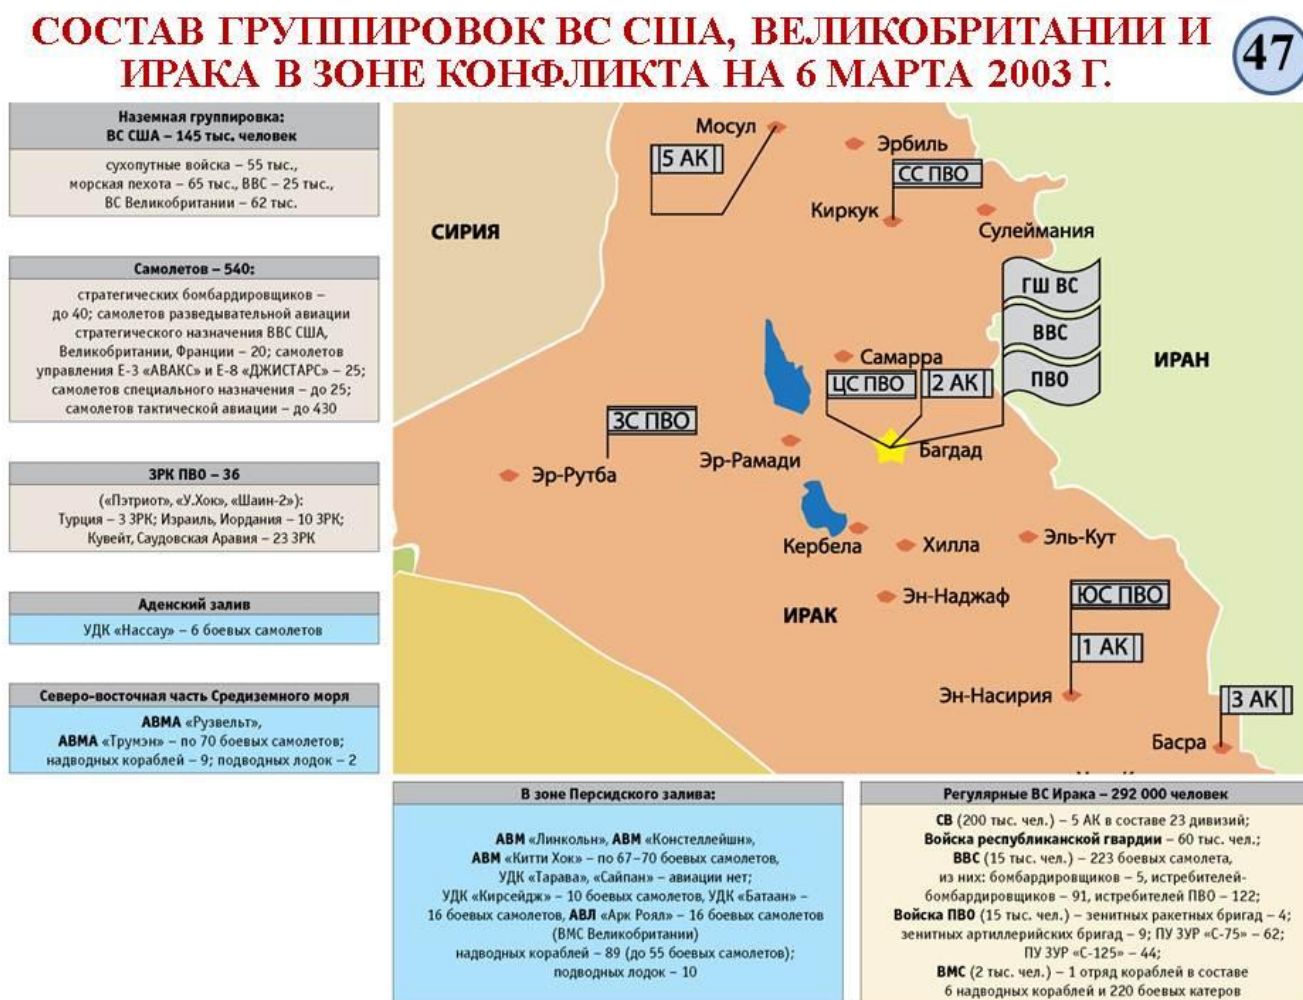 СОСТАВ ГРУППИРОВОК ВС США, ВЕЛИКОБРИТАНИИ И
ИРАКА В ЗОНЕ КОНФЛИКТА НА 6 МАРТА 2003 Г.
47
Наземная группировка:
ВС США – 145 тыс. человек
сухопутные войска – 55 тыс.,
морская пехота – 65 тыс., ВВС – 25 тыс.,
ВС Великобритании – 62 тыс.
Самолетов – 540:
стратегических бомбардировщиков –
до 40; самолетов разведывательной авиации
стратегического назначения ВВС США,
Великобритании, Франции – 20; самолетов
управления Е-3 «АВАКС» и Е-8 «ДЖИСТАРС» – 25;
самолетов специального назначения – до 25;
самолетов тактической авиации – до 430
ЗРК ПВО – 36
(«Пэтриот», «У.Хок», «Шаин-2»):
Турция – 3 ЗРК; Израиль, Иордания – 10 ЗРК;
Кувейт, Саудовская Аравия – 23 ЗРК
Аденский залив
УДК «Нассау» – 6 боевых самолетов
Северо-восточная часть Средиземного моря
АВМА «Рузвельт»,
АВМА «Трумэн» – по 70 боевых самолетов;
надводных кораблей – 9; подводных лодок – 2
Мосул
5 АК
Эрбиль
СС ПВО
Киркук
Сулеймания
СИРИЯ
ГШ ВС
ВВС
ПВО
ИРАН
Самарра
ЦС ПВО
2 АК
ЗС ПВО
Багдад
Эр-Рамади
Эр-Рутба
Кербела
Хилла
Эль-Кут
Эн-Наджаф
ИРАК
ЮС ПВО
1 АК
Эн-Насирия
3 АК
Басра
В зоне Персидского залива:
АВМ «Линкольн», АВМ «Констеллейшн»,
АВМ «Китти Хок» – по 67–70 боевых самолетов,
УДК «Тарава», «Сайпан» – авиации нет;
УДК «Кирсейдж» – 10 боевых самолетов, УДК «Батаан» –
16 боевых самолетов, АВЛ «Арк Роял» – 16 боевых самолетов
(ВМС Великобритании)
надводных кораблей – 89 (до 55 боевых самолетов);
подводных лодок – 10
Регулярные ВС Ирака – 292 000 человек
СВ (200 тыс. чел.) – 5 АК в составе 23 дивизий;
Войска республиканской гвардии – 60 тыс. чел.;
ВВС (15 тыс. чел.) – 223 боевых самолета,
из них: бомбардировщиков – 5, истребителей-
бомбардировщиков – 91, истребителей ПВО – 122;
Войска ПВО (15 тыс. чел.) – зенитных ракетных бригад – 4;
зенитных артиллерийских бригад – 9; ПУ ЗУР «С-75» – 62;
ПУ ЗУР «С-125» – 44;
ВМС (2 тыс. чел.) – 1 отряд кораблей в составе
6 надводных кораблей и 220 боевых катеров